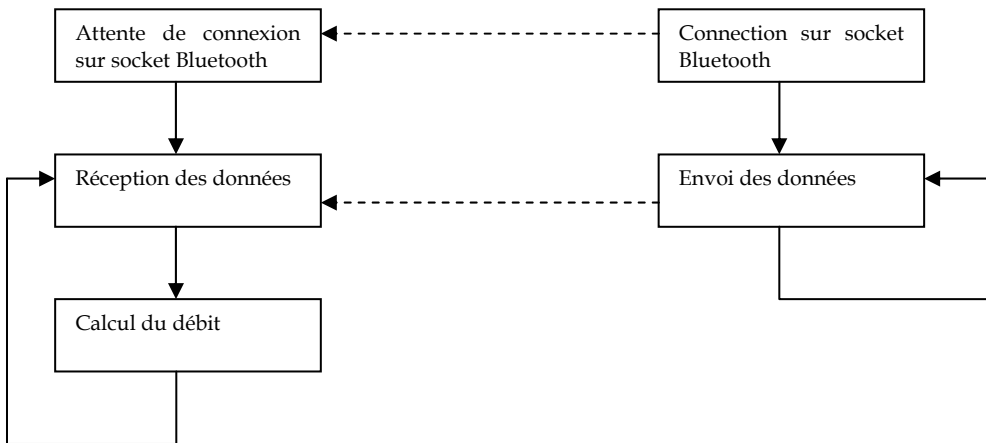 Attente de connexion
sur socket Bluetooth
Connection sur socket
Bluetooth
Réception des données
Envoi des données
Calcul du débit